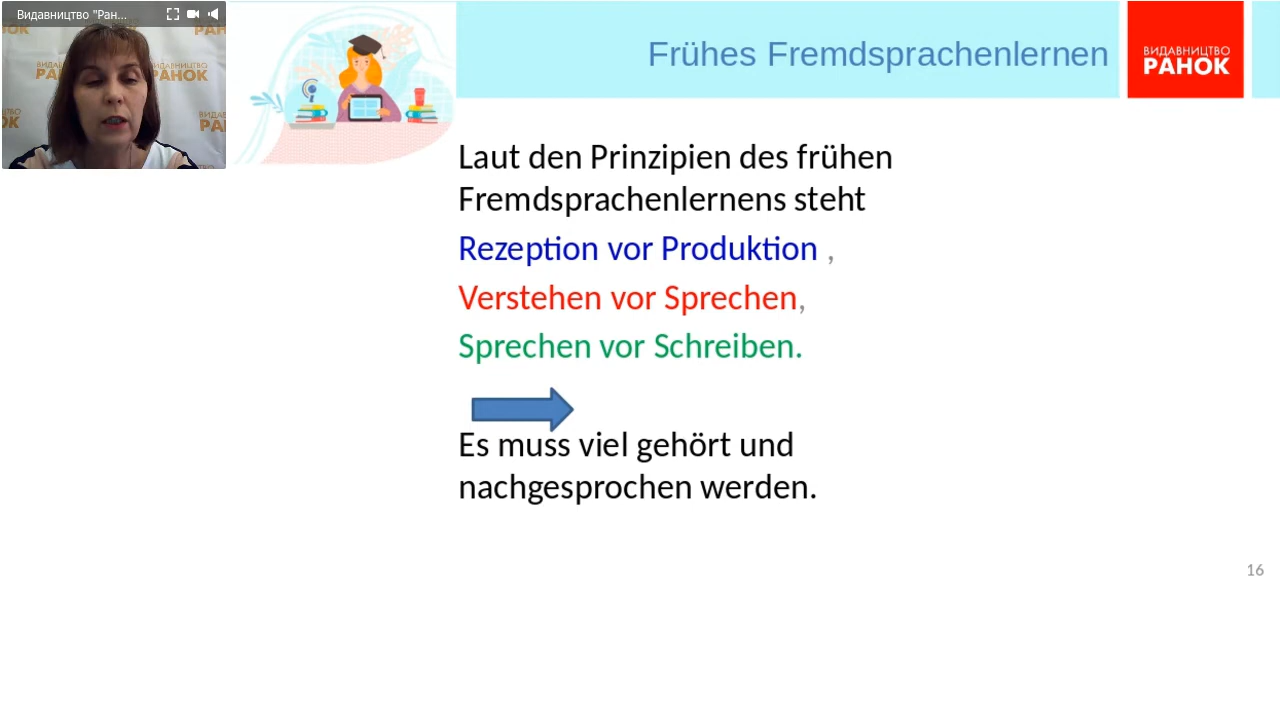 Видавництво "Ран...
Frühes Fremdsprachenlernen
ВИДАВНИЦТВО
РАНОК
Laut den Prinzipien des frühen
Fremdsprachenlernens steht
Rezeption vor Produktion ,
Verstehen vor Sprechen,
Sprechen vor Schreiben.
Es muss viel gehört und
nachgesprochen werden.
16